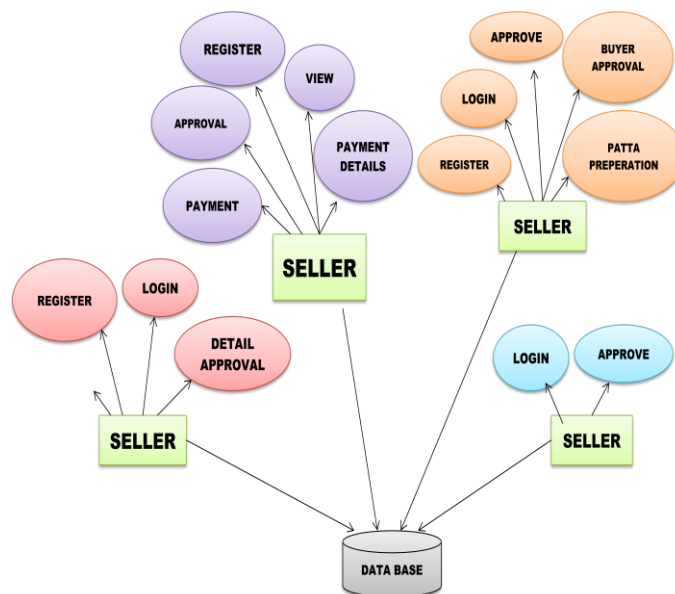 REGISTER
VIEW
APPROVAL
PAYMENT
DETAILS
PAYMENT
SELLER
APPROVE
BUYER
APPROVAL
LOGIN
REGISTER
PATTA
PREPERATION
SELLER
REGISTER
LOGIN
DETAIL
APPROVAL
SELLER
LOGIN
APPROVE
SELLER
DATA BASE